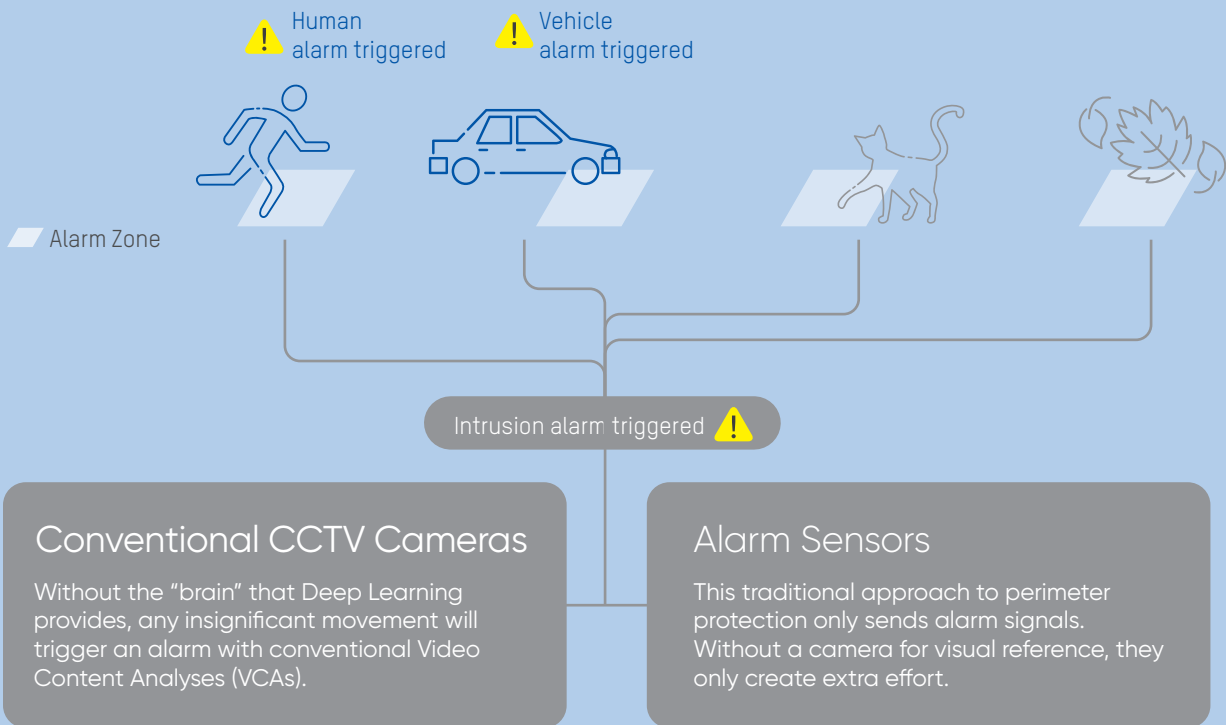 Human
alarm triggered
Vehicle
alarm triggered
Alarm Zone
Intrusion alarm triggered
Conventional CCTV Cameras
Without the “brain” that Deep Learning
provides, any insignificant movement will
trigger an alarm with conventional Video
Content Analyses (VCAs).
Alarm Sensors
This traditional approach to perimeter
protection only sends alarm signals.
Without a camera for visual reference, they
only create extra effort.